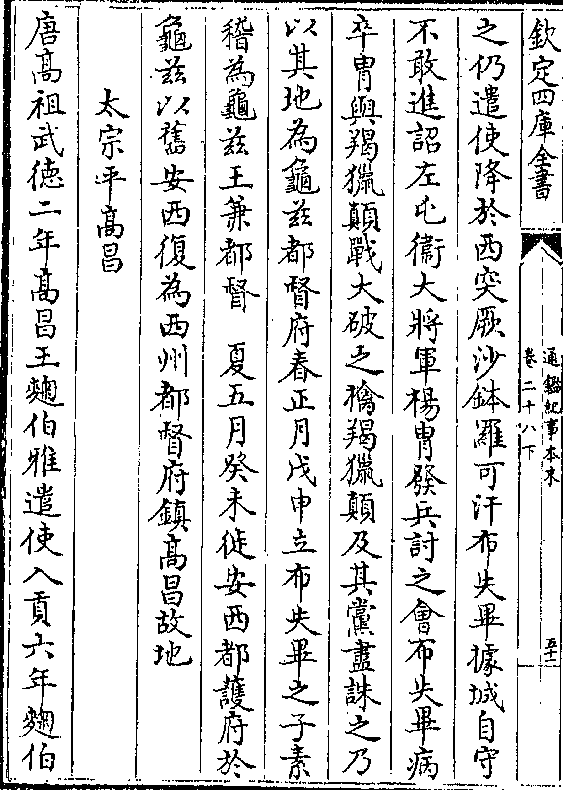 欽定四庫全書
通鑑紀事本末
卷二十八下
之仍遣使降於西突厥沙鉢羅可汗布失畢據城自守
不敢進詔左屯衞大將軍楊胄發兵討之會布失畢病
卒胄與羯獵顛戰大破之擒羯獵顛及其黨盡誅之乃
以其地為龜茲都督府春正月戊申立布失畢之子素
稽為龜茲王兼都督　夏五月癸未徙安西都護府於
龜茲以舊安西復為西州都督府鎮高昌故地
太宗平高昌
唐高祖武德二年高昌王麴伯雅遣使入貢六年麴伯